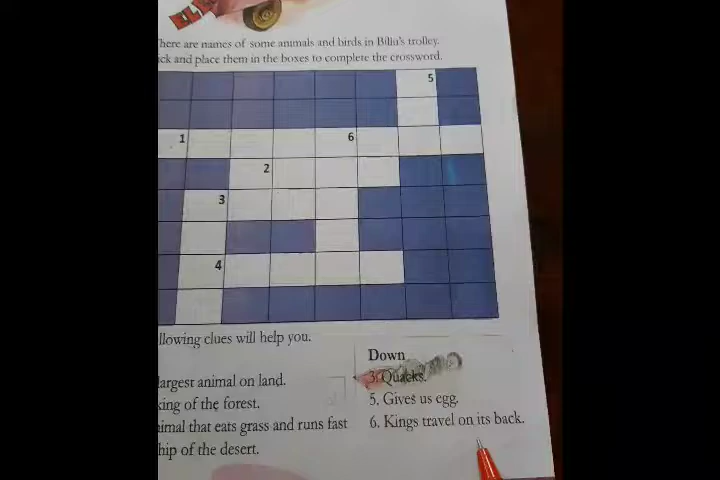 ELE
here are names of some animals and birds in Billu's trolley.
ick and place them in the boxes to complete the crossword.
5
1
6
2
3
4
llowing clues will help you.
Down
largest animal on land.
3. Quacks.
king of the forest.
5. Gives us egg.
imal that eats grass and runs fast
6. Kings travel on its back.
hip of the desert.